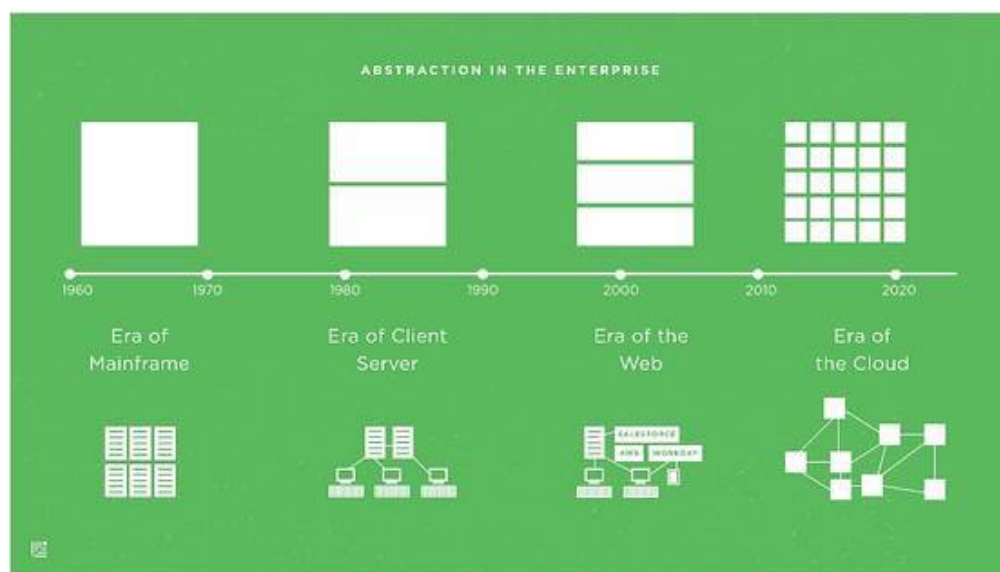 ABSTRACTION IN THE ENTERPRISE
1960 1970 1980 1990 2000 2010 2020
Era of
Mainframe
Era of Client
Server
Era of the
Web
Era of
the Cloud
SALESFORCE
AWS WORKDAY